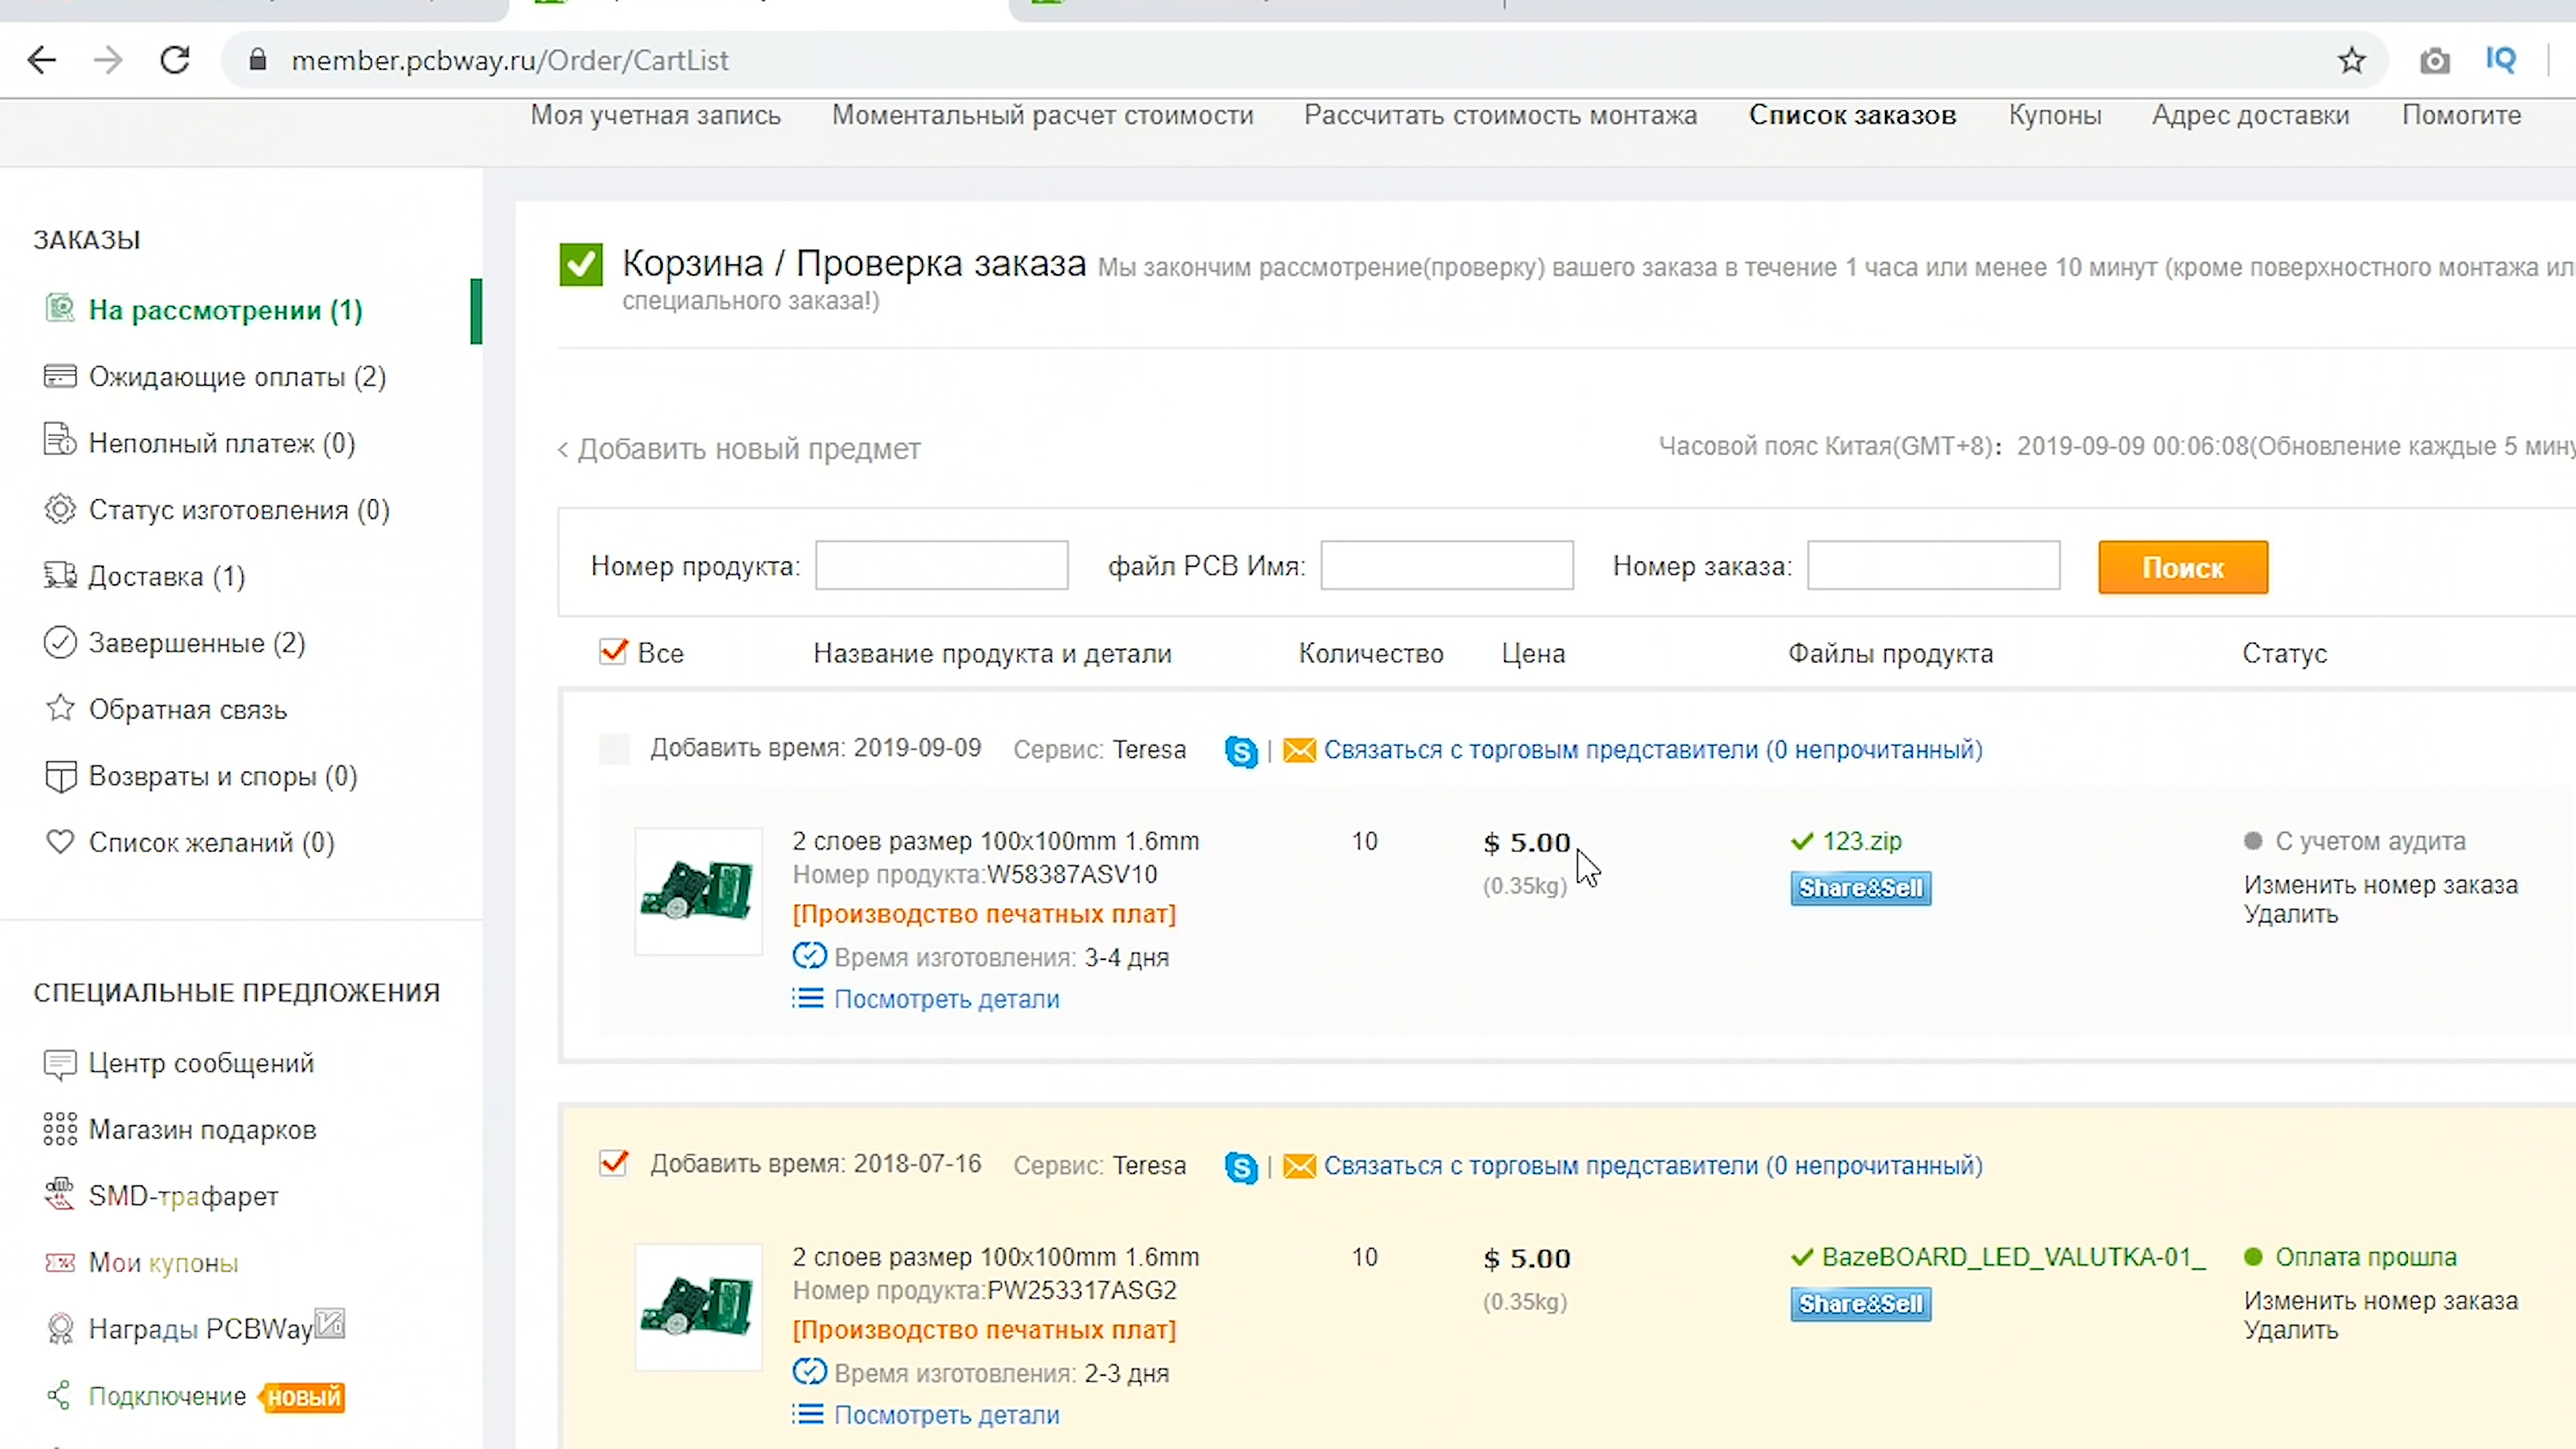 member.pcbway.ru/Order/CartList
IQ
Моя учетная запись Моментальный расчет стоимости Рассчитать стоимость монтажа Список заказов Купоны Адрес доставки Помогите
ЗАКАЗЫ
На рассмотрении (1)
Ожидающие оплаты (2)
Неполный платеж (0)
Статус изготовления (0)
Доставка (1)
Завершенные (2)
Обратная связь
Возвраты и споры (0)
Список желаний (0)
СПЕЦИАЛЬНЫЕ ПРЕДЛОЖЕНИЯ
Центр сообщений
Магазин подарков
SMD-трафарет
Мои купоны
Награды PCBWay
Подключение новый
Корзина / Проверка заказа Мы закончим рассмотрение(проверку) вашего заказа в течение 1 часа или менее 10 минут (кроме поверхностного монтажа ил
специального заказа!)
< Добавить новый предмет
Часовой пояс Китая(GMT+8): 2019-09-09 00:06:08(Обновление каждые 5 мину
Номер продукта: файл PCB Имя: Номер заказа: Поиск
Все Название продукта и детали Количество Цена Файлы продукта Статус
Добавить время: 2019-09-09 Сервис: Teresa | Связаться с торговым представители (0 непрочитанный)
2 слоев размер 100x100mm 1.6mm 10 $ 5.00 123.zip С учетом аудита
Номер продукта:W58387ASV10 (0.35kg) Share&Sell Изменить номер заказа
[Производство печатных плат] Удалить
Время изготовления: 3-4 дня
Посмотреть детали
Добавить время: 2018-07-16 Сервис: Teresa | Связаться с торговым представители (0 непрочитанный)
2 слоев размер 100x100mm 1.6mm 10 $ 5.00 BazeBOARD_LED_VALUTKA-01_ Оплата прошла
Номер продукта:PW253317ASG2 (0.35kg) Share&Sell Изменить номер заказа
[Производство печатных плат] Удалить
Время изготовления: 2-3 дня
Посмотреть детали